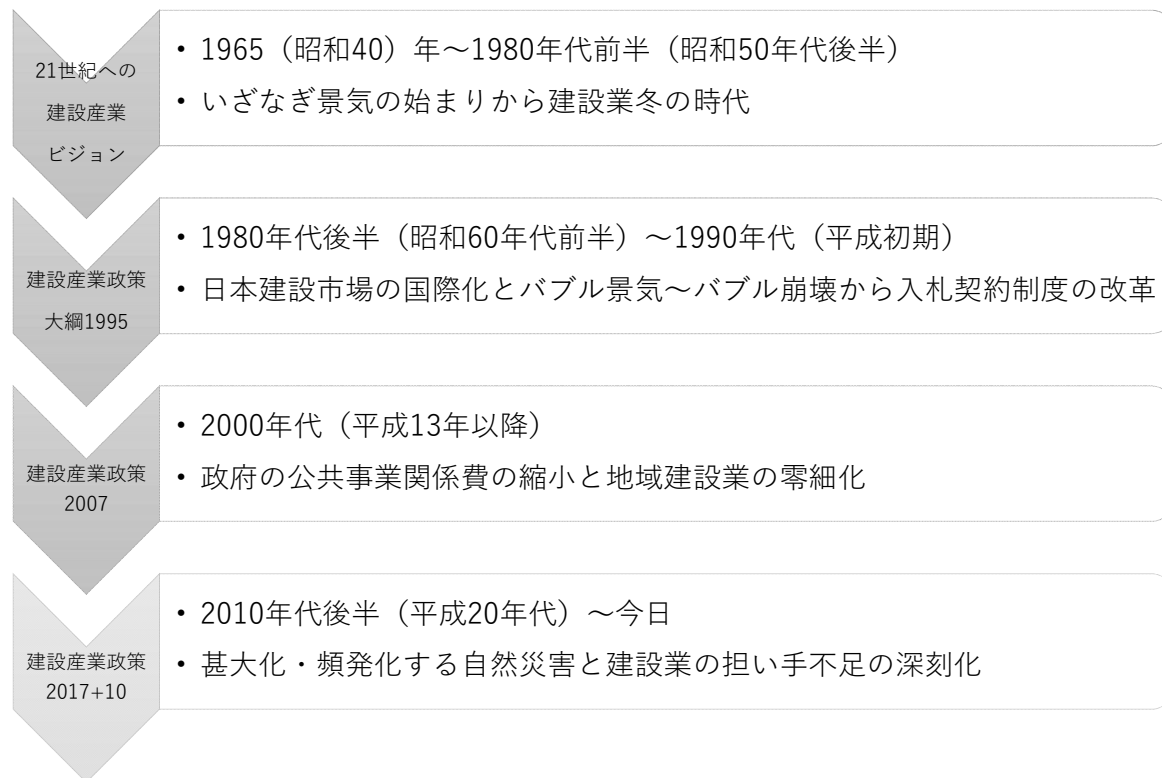 21世紀への
建設産業
ビジョン
• 1965（昭和40）年～1980年代前半（昭和50年代後半）
• いざなぎ景気の始まりから建設業冬の時代
建設産業政策
大綱1995
• 1980年代後半（昭和60年代前半）～1990年代（平成初期）
• 日本建設市場の国際化とバブル景気～バブル崩壊から入札契約制度の改革
建設産業政策
2007
• 2000年代（平成13年以降）
• 政府の公共事業関係費の縮小と地域建設業の零細化
建設産業政策
2017+10
• 2010年代後半（平成20年代）～今日
• 甚大化・頻発化する自然災害と建設業の担い手不足の深刻化